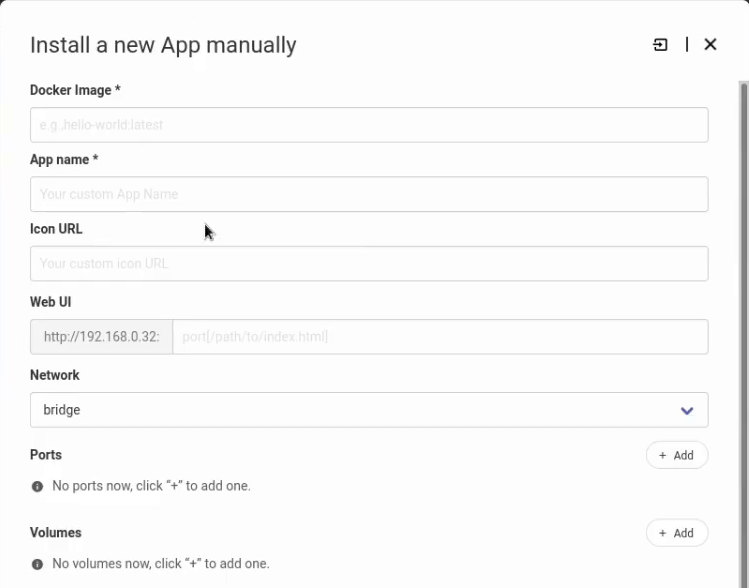 Install a new App manually
Docker Image *
e.g.,hello-world:latest
App name *
Your custom App Name
Icon URL
Your custom icon URL
Web UI
http://192.168.0.32: port[/path/to/index.html]
Network
bridge
Ports + Add
No ports now, click “+” to add one.
Volumes + Add
No volumes now, click “+” to add one.